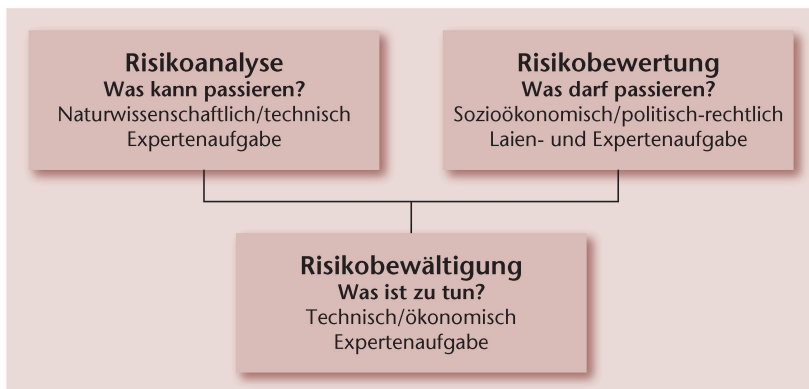 Risikoanalyse
Was kann passieren?
Naturwissenschaftlich/technisch
Expertenaufgabe
Risikobewertung
Was darf passieren?
Sozioökonomisch/politisch-rechtlich
Laien- und Expertenaufgabe
Risikobewältigung
Was ist zu tun?
Technisch/ökonomisch
Expertenaufgabe